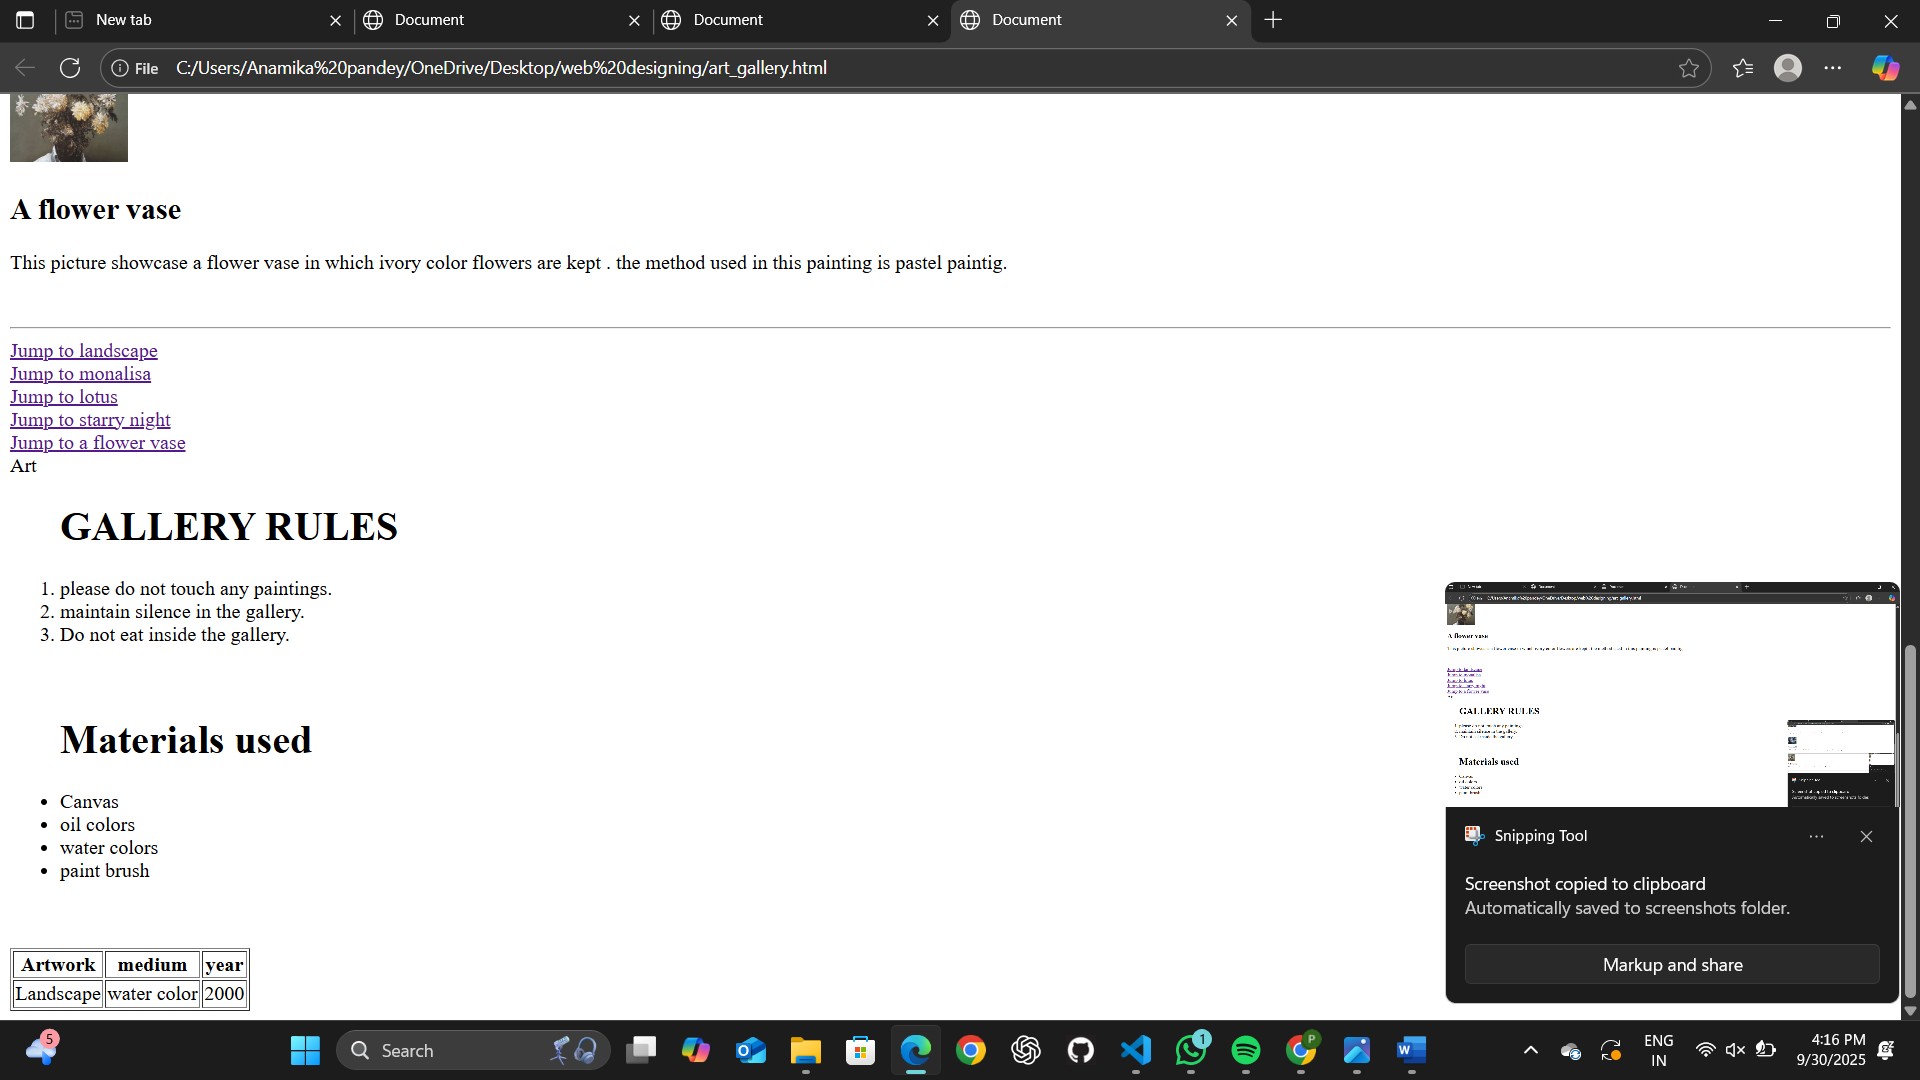 New tab
Document
Document
Document
File
C:/Users/Anamika%20pandey/OneDrive/Desktop/web%20designing/art_gallery.html
A flower vase
This picture showcase a flower vase in which ivory color flowers are kept . the method used in this painting is pastel paintig.
Jump to landscape
Jump to monalisa
Jump to lotus
Jump to starry night
Jump to a flower vase
Art
GALLERY RULES
1. please do not touch any paintings.
2. maintain silence in the gallery.
3. Do not eat inside the gallery.
Materials used
• Canvas
• oil colors
• water colors
• paint brush
Artwork medium year
Landscape water color 2000
A flower vase
GALLERY RULES
Materials used
Snipping Tool
Screenshot copied to clipboard
Automatically saved to screenshots folder.
Markup and share
5
Search
1
P
ENG
IN
4:16 PM
9/30/2025